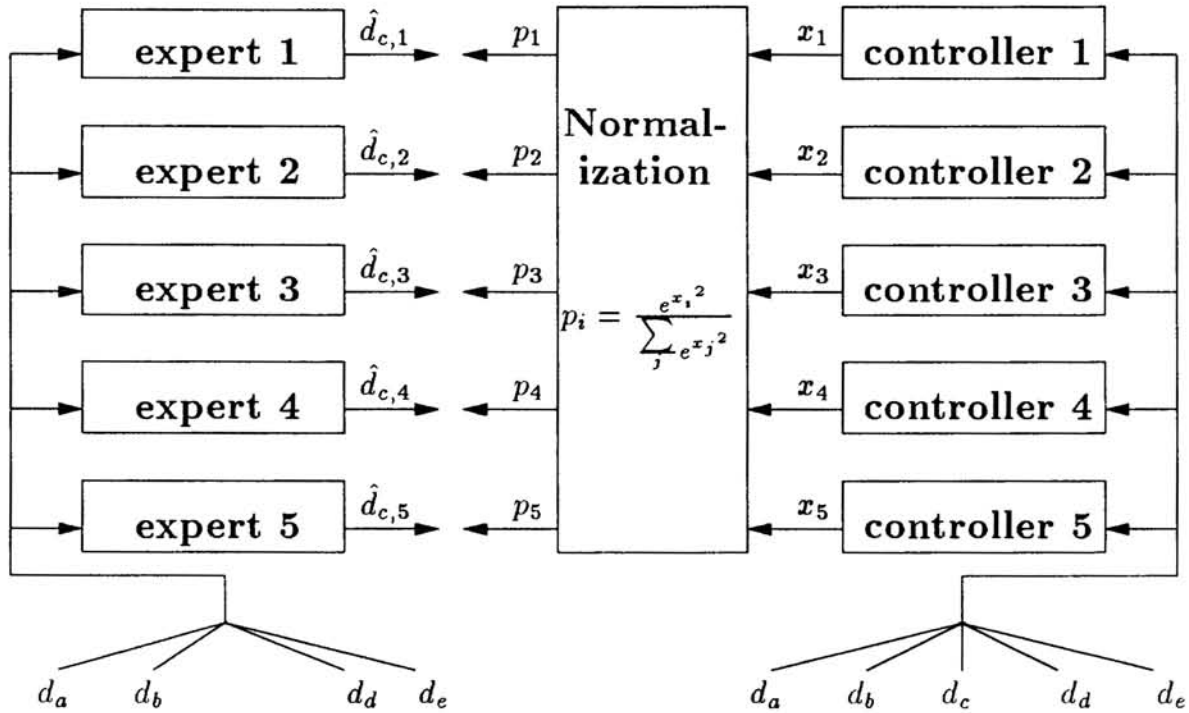 expert 1 d̂c,1 p1 x1 controller 1
Normal-
expert 2 d̂c,2 p2 ization x2 controller 2
expert 3 d̂c,3 p3 x3 controller 3
pi = e^xi^2 / ∑j e^xj^2
expert 4 d̂c,4 p4 x4 controller 4
expert 5 d̂c,5 p5 x5 controller 5
da db dd de da db dc dd de